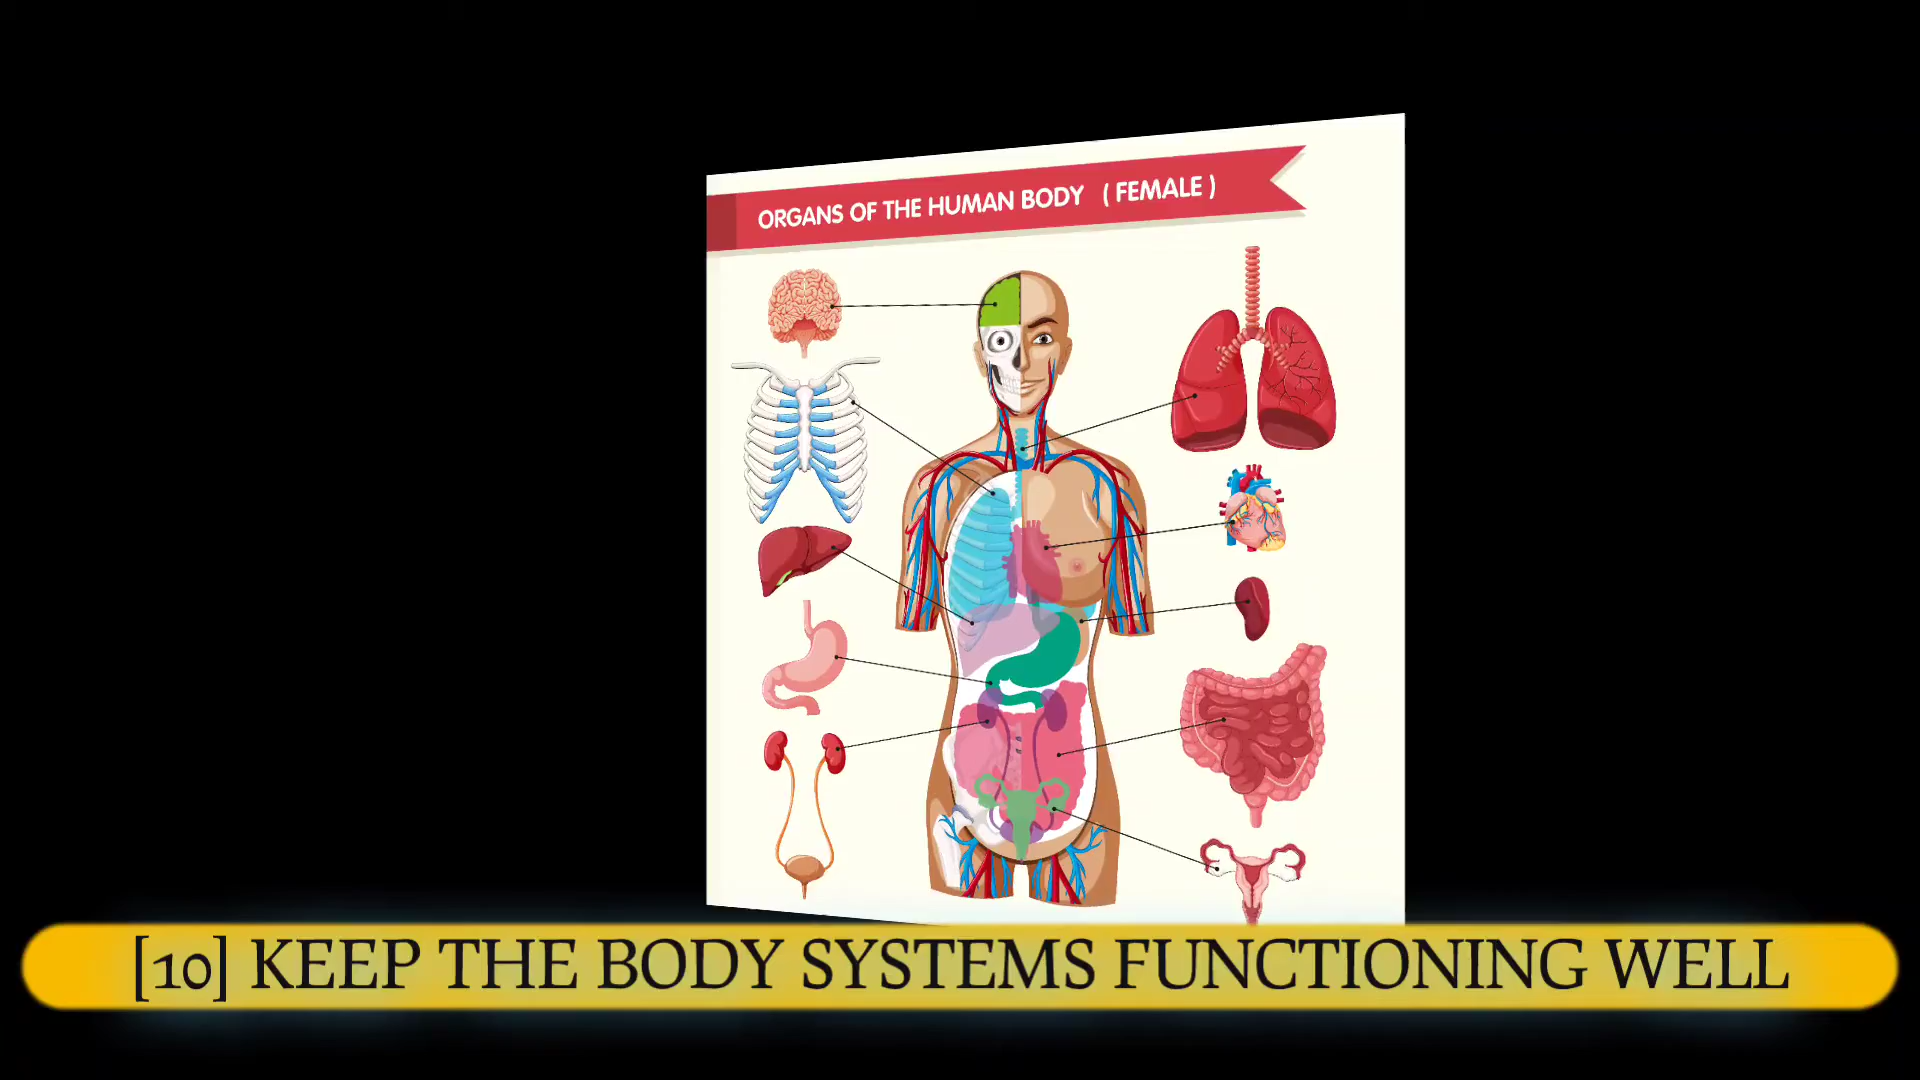 ORGANS OF THE HUMAN BODY ( FEMALE )
[10] KEEP THE BODY SYSTEMS FUNCTIONING WELL